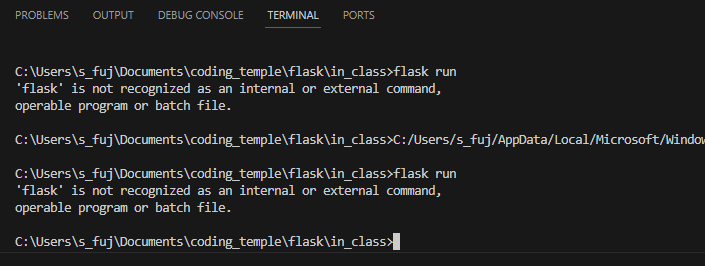 PROBLEMS OUTPUT DEBUG CONSOLE TERMINAL PORTS
C:\Users\s_fuj\Documents\coding_temple\flask\in_class>flask run
'flask' is not recognized as an internal or external command,
operable program or batch file.
C:\Users\s_fuj\Documents\coding_temple\flask\in_class>C:/Users/s_fuj/AppData/Local/Microsoft/Window
C:\Users\s_fuj\Documents\coding_temple\flask\in_class>flask run
'flask' is not recognized as an internal or external command,
operable program or batch file.
C:\Users\s_fuj\Documents\coding_temple\flask\in_class>